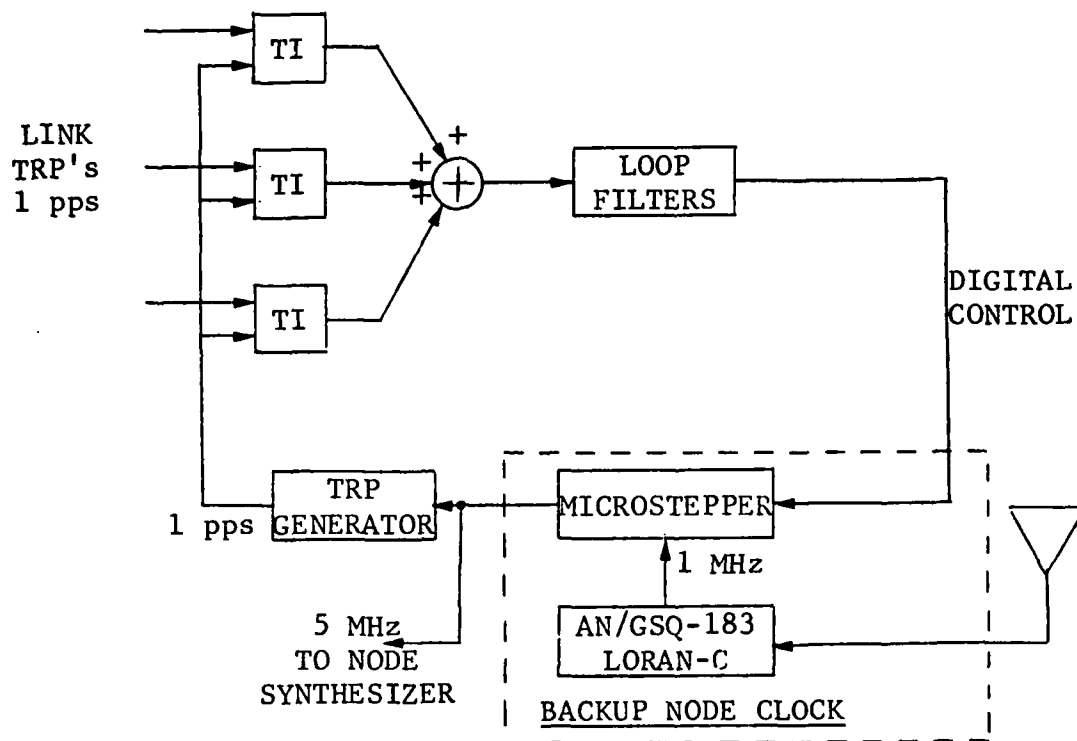 TI
LINK
TRP's
1 pps
TI
TI
+
+
+
+
LOOP
FILTERS
DIGITAL
CONTROL
TRP
GENERATOR
1 pps
MICROSTEPPER
1 MHz
AN/GSQ-183
LORAN-C
5 MHz
TO NODE
SYNTHESIZER
BACKUP NODE CLOCK